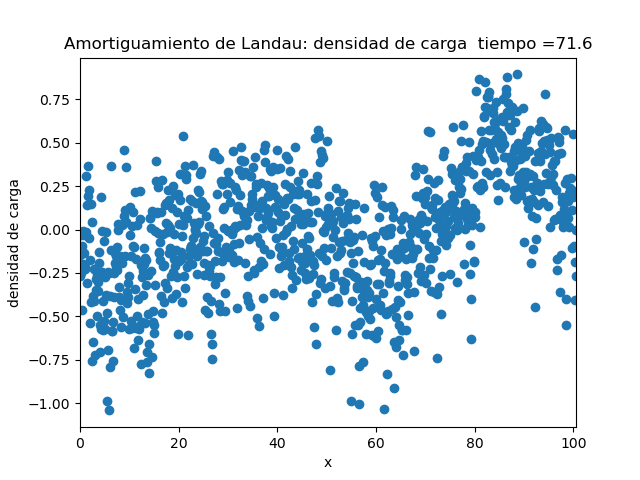 Amortiguamiento de Landau: densidad de carga  tiempo =71.6
densidad de carga
0.75
0.50
0.25
0.00
−0.25
−0.50
−0.75
−1.00
0 20 40 60 80 100
x